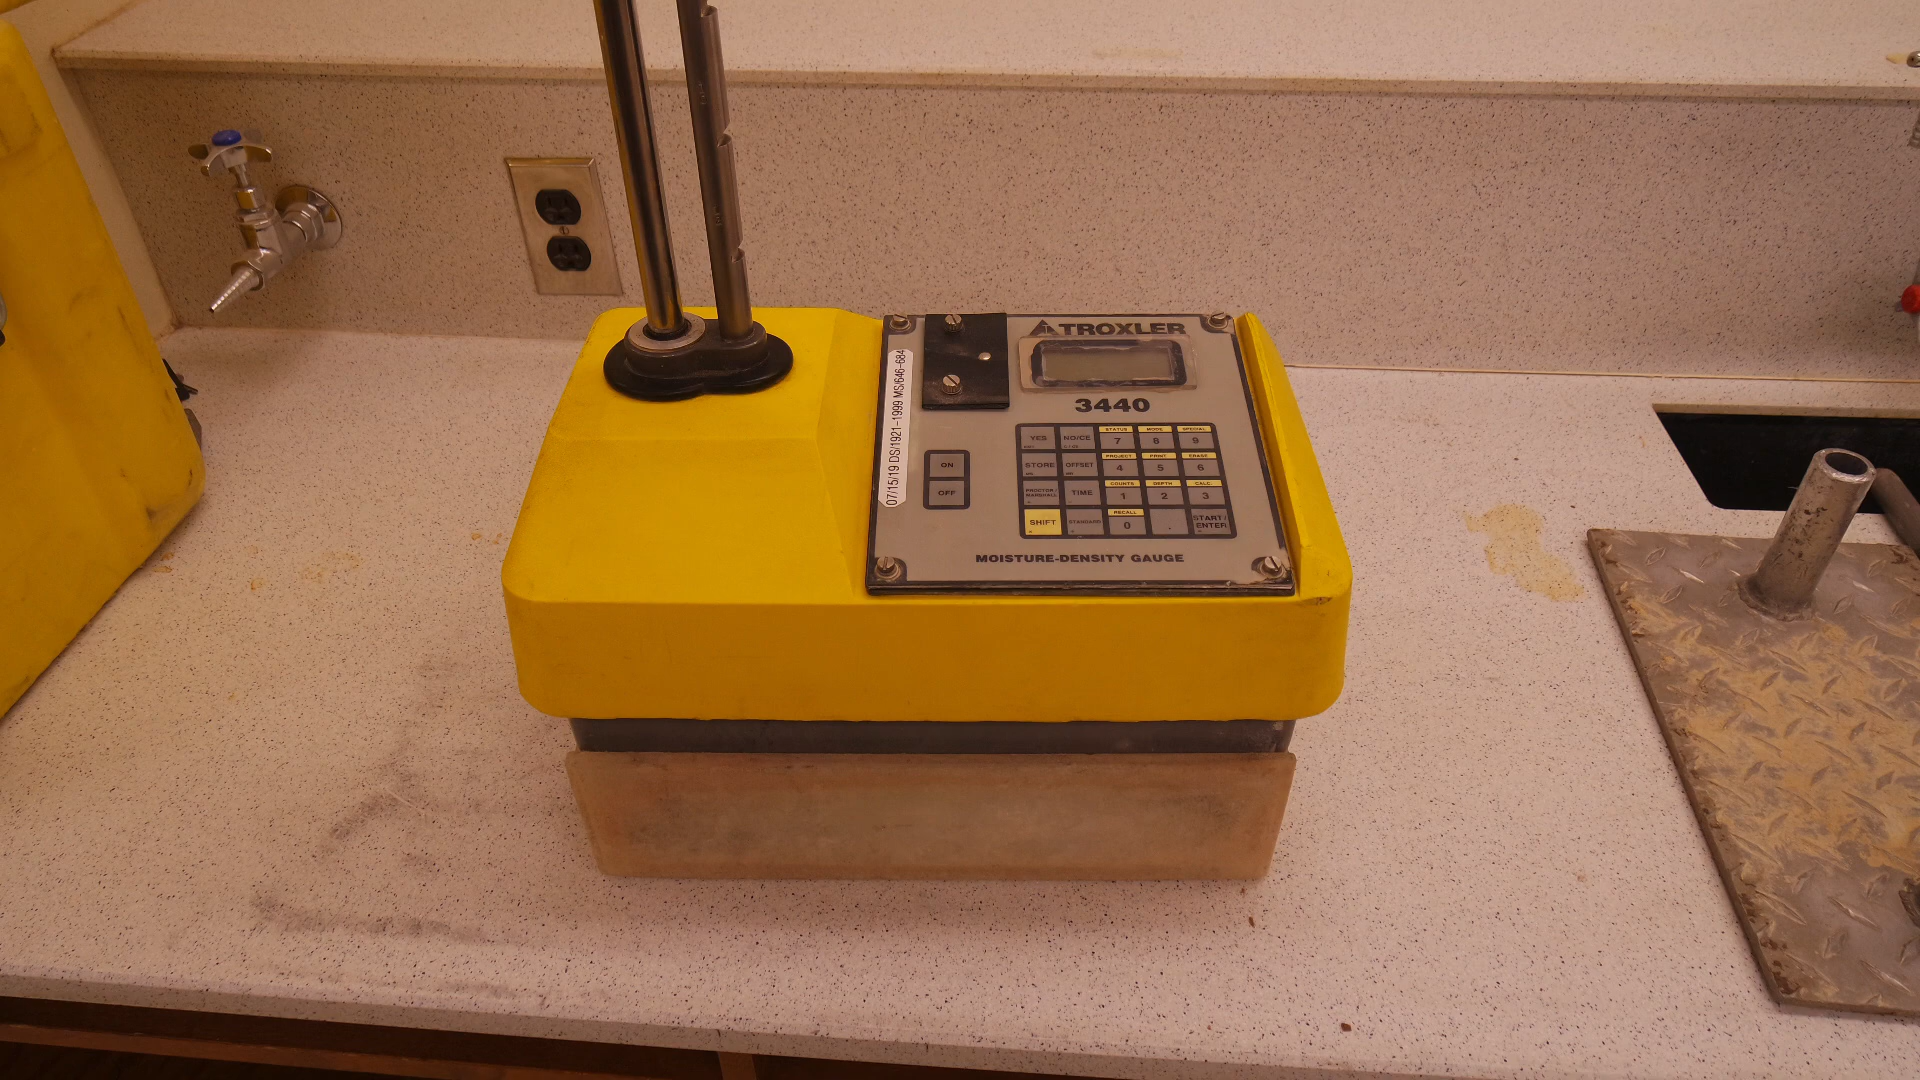 TROXLER
3440
07/15/19 DS/1921-1999 MS/646-684
ON
OFF
YES
NO/CE
STATUS
7
MODE
8
SPECIAL
9
STORE
OFFSET
PROJECT
4
PRINT
5
ERASE
6
PROCTOR/
MARSHALL
TIME
COUNTS
1
DEPTH
2
CALC.
3
SHIFT
STANDARD
RECALL
0
.
START/
ENTER
MOISTURE-DENSITY GAUGE